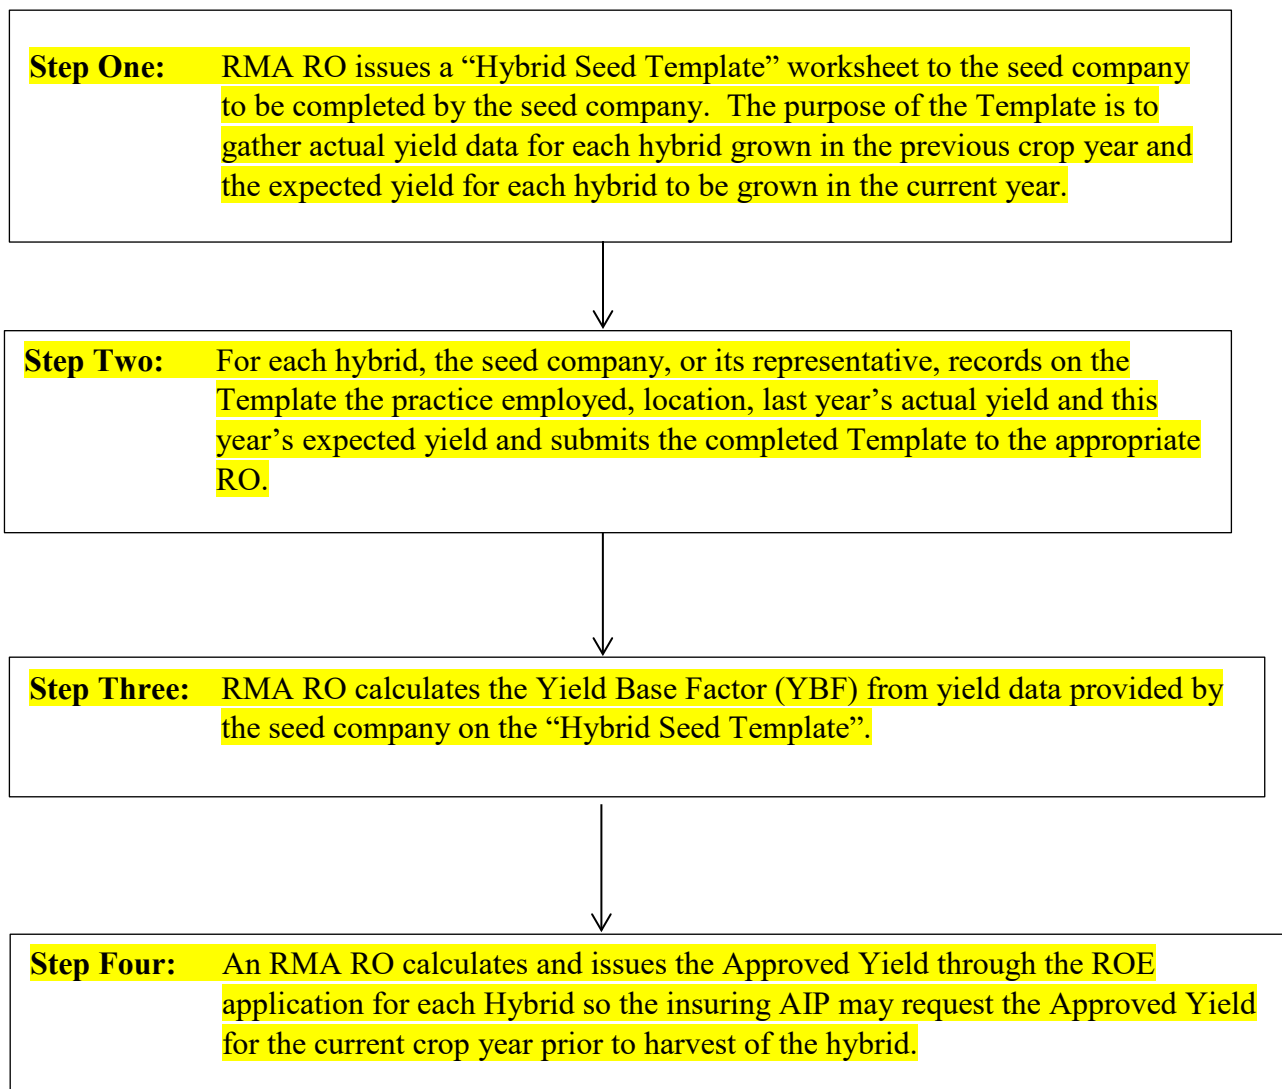 Step One: RMA RO issues a “Hybrid Seed Template” worksheet to the seed company
to be completed by the seed company. The purpose of the Template is to
gather actual yield data for each hybrid grown in the previous crop year and
the expected yield for each hybrid to be grown in the current year.
Step Two: For each hybrid, the seed company, or its representative, records on the
Template the practice employed, location, last year’s actual yield and this
year’s expected yield and submits the completed Template to the appropriate
RO.
Step Three: RMA RO calculates the Yield Base Factor (YBF) from yield data provided by
the seed company on the “Hybrid Seed Template”.
Step Four: An RMA RO calculates and issues the Approved Yield through the ROE
application for each Hybrid so the insuring AIP may request the Approved Yield
for the current crop year prior to harvest of the hybrid.